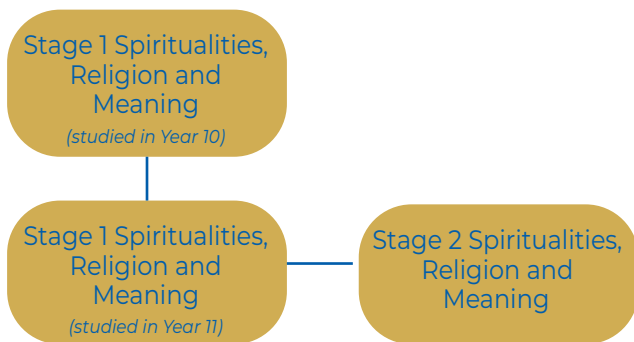 Stage 1 Spiritualities,
Religion and
Meaning
(studied in Year 10)
Stage 1 Spiritualities,
Religion and
Meaning
(studied in Year 11)
Stage 2 Spiritualities,
Religion and
Meaning